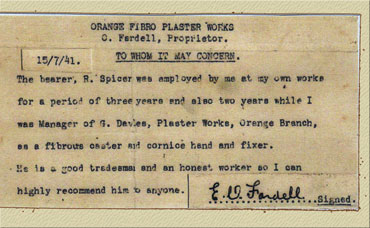 ORANGE FIBRO PLASTER WORKS
O. Fardell, Proprietor.
15/7/41.
TO WHOM IT MAY CONCERN.
The bearer, R. Spicer was employed by me at my own works
for a period of three years and also two years while I
was Manager of G. Davies, Plaster Works, Orange Branch,
as a fibrous caster and cornice hand and fixer.
He is a good tradesman and an honest worker so I can
highly recommend him to anyone.
E. O. Fardell
Signed.